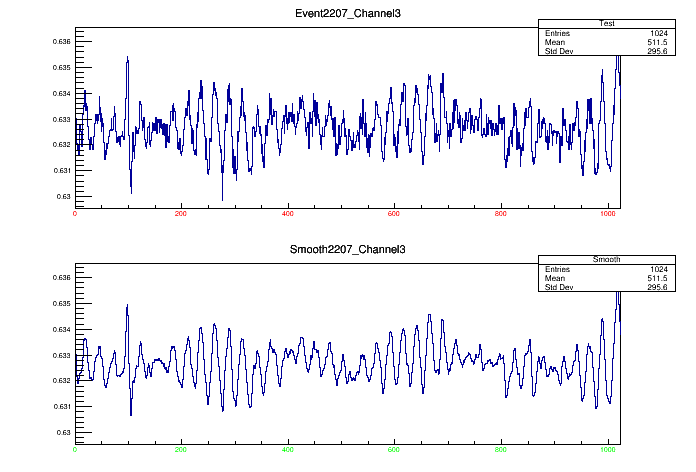 Event2207_Channel3
Test
Entries 1024
Mean 511.5
Std Dev 295.6
0.636
0.635
0.634
0.633
0.632
0.631
0.63
0 200 400 600 800 1000
Smooth2207_Channel3
Smooth
Entries 1024
Mean 511.5
Std Dev 295.6
0.636
0.635
0.634
0.633
0.632
0.631
0.63
0 200 400 600 800 1000